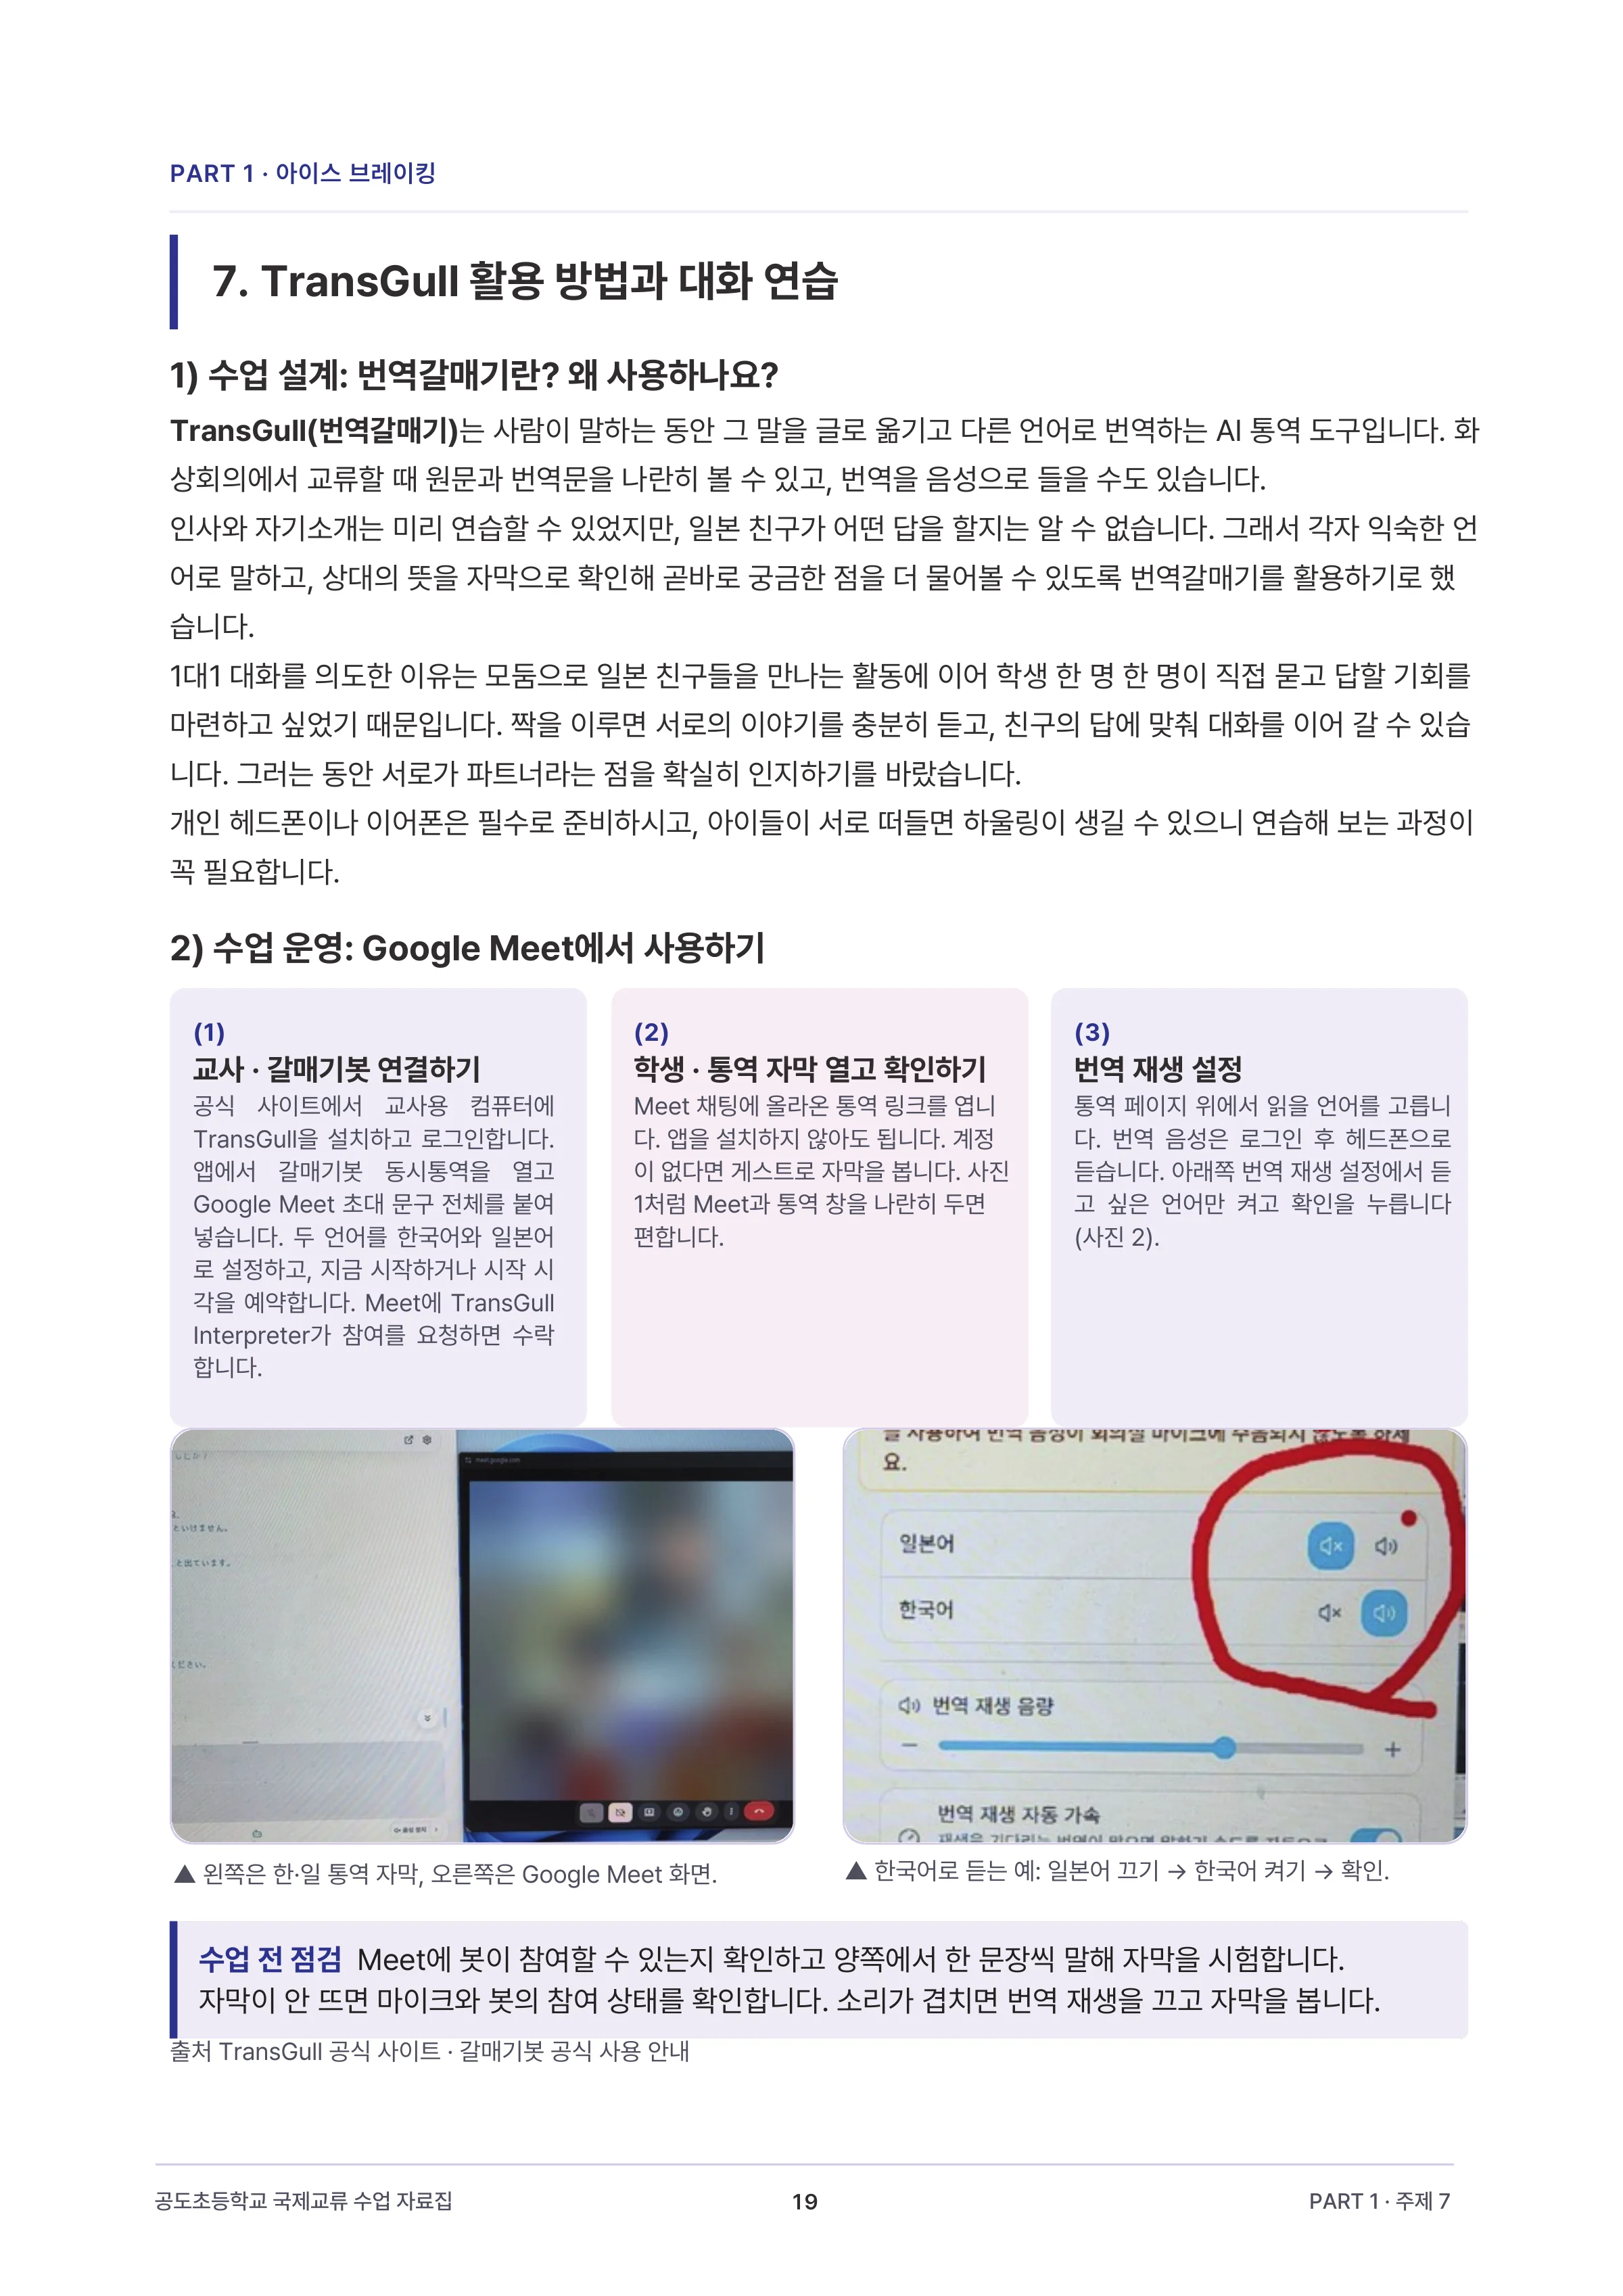 PART 1 · 아이스 브레이킹
7. TransGull 활용 방법과 대화 연습
1) 수업 설계: 번역갈매기란? 왜 사용하나요?
TransGull(번역갈매기)는 사람이 말하는 동안 그 말을 글로 옮기고 다른 언어로 번역하는 AI 통역 도구입니다. 화
상회의에서 교류할 때 원문과 번역문을 나란히 볼 수 있고, 번역을 음성으로 들을 수도 있습니다.
인사와 자기소개는 미리 연습할 수 있었지만, 일본 친구가 어떤 답을 할지는 알 수 없습니다. 그래서 각자 익숙한 언
어로 말하고, 상대의 뜻을 자막으로 확인해 곧바로 궁금한 점을 더 물어볼 수 있도록 번역갈매기를 활용하기로 했
습니다.
1대1 대화를 의도한 이유는 모둠으로 일본 친구들을 만나는 활동에 이어 학생 한 명 한 명이 직접 묻고 답할 기회를
마련하고 싶었기 때문입니다. 짝을 이루면 서로의 이야기를 충분히 듣고, 친구의 답에 맞춰 대화를 이어 갈 수 있습
니다. 그러는 동안 서로가 파트너라는 점을 확실히 인지하기를 바랐습니다.
개인 헤드폰이나 이어폰은 필수로 준비하시고, 아이들이 서로 떠들면 하울링이 생길 수 있으니 연습해 보는 과정이
꼭 필요합니다.
2) 수업 운영: Google Meet에서 사용하기
(1)
교사 · 갈매기봇 연결하기
공식 사이트에서 교사용 컴퓨터에
TransGull을 설치하고 로그인합니다.
앱에서 갈매기봇 동시통역을 열고
Google Meet 초대 문구 전체를 붙여
넣습니다. 두 언어를 한국어와 일본어
로 설정하고, 지금 시작하거나 시작 시
각을 예약합니다. Meet에 TransGull
Interpreter가 참여를 요청하면 수락
합니다.
(2)
학생 · 통역 자막 열고 확인하기
Meet 채팅에 올라온 통역 링크를 엽니
다. 앱을 설치하지 않아도 됩니다. 계정
이 없다면 게스트로 자막을 봅니다. 사진
1처럼 Meet과 통역 창을 나란히 두면
편합니다.
(3)
번역 재생 설정
통역 페이지 위에서 읽을 언어를 고릅니
다. 번역 음성은 로그인 후 헤드폰으로
듣습니다. 아래쪽 번역 재생 설정에서 듣
고 싶은 언어만 켜고 확인을 누릅니다
(사진 2).
meet.google.com
といけません。
と出ています。
ください。
을 사용하여 번역 음성이 회의실 마이크에 수음되지 않도록 하세
요.
일본어
한국어
번역 재생 음량
번역 재생 자동 가속
▲ 왼쪽은 한·일 통역 자막, 오른쪽은 Google Meet 화면.
▲ 한국어로 듣는 예: 일본어 끄기 → 한국어 켜기 → 확인.
수업 전 점검 Meet에 봇이 참여할 수 있는지 확인하고 양쪽에서 한 문장씩 말해 자막을 시험합니다.
자막이 안 뜨면 마이크와 봇의 참여 상태를 확인합니다. 소리가 겹치면 번역 재생을 끄고 자막을 봅니다.
출처 TransGull 공식 사이트 · 갈매기봇 공식 사용 안내
공도초등학교 국제교류 수업 자료집
19
PART 1 · 주제 7